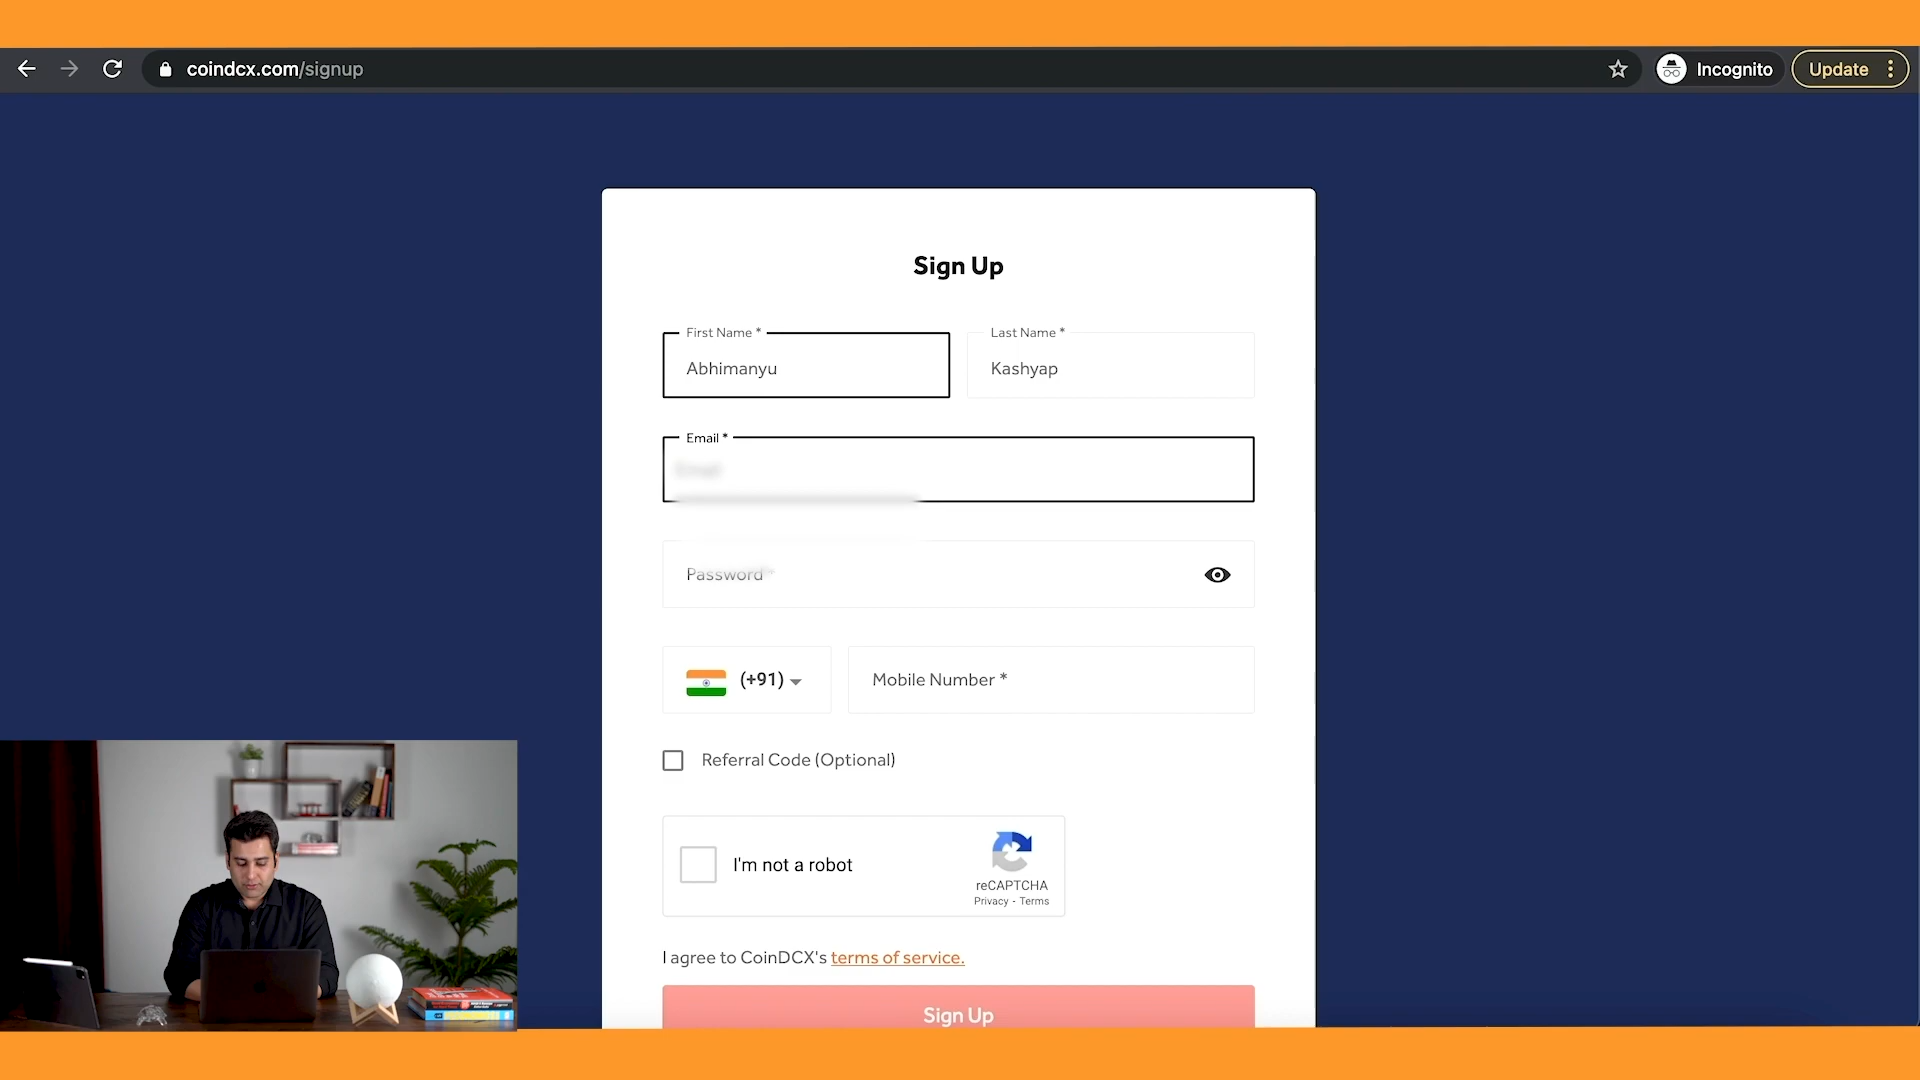 coindcx.com/signup
Incognito
Update
Sign Up
First Name *
Last Name *
Abhimanyu
Kashyap
Email *
Password *
(+91)
Mobile Number *
Referral Code (Optional)
I'm not a robot
reCAPTCHA
Privacy - Terms
I agree to CoinDCX's terms of service.
Sign Up